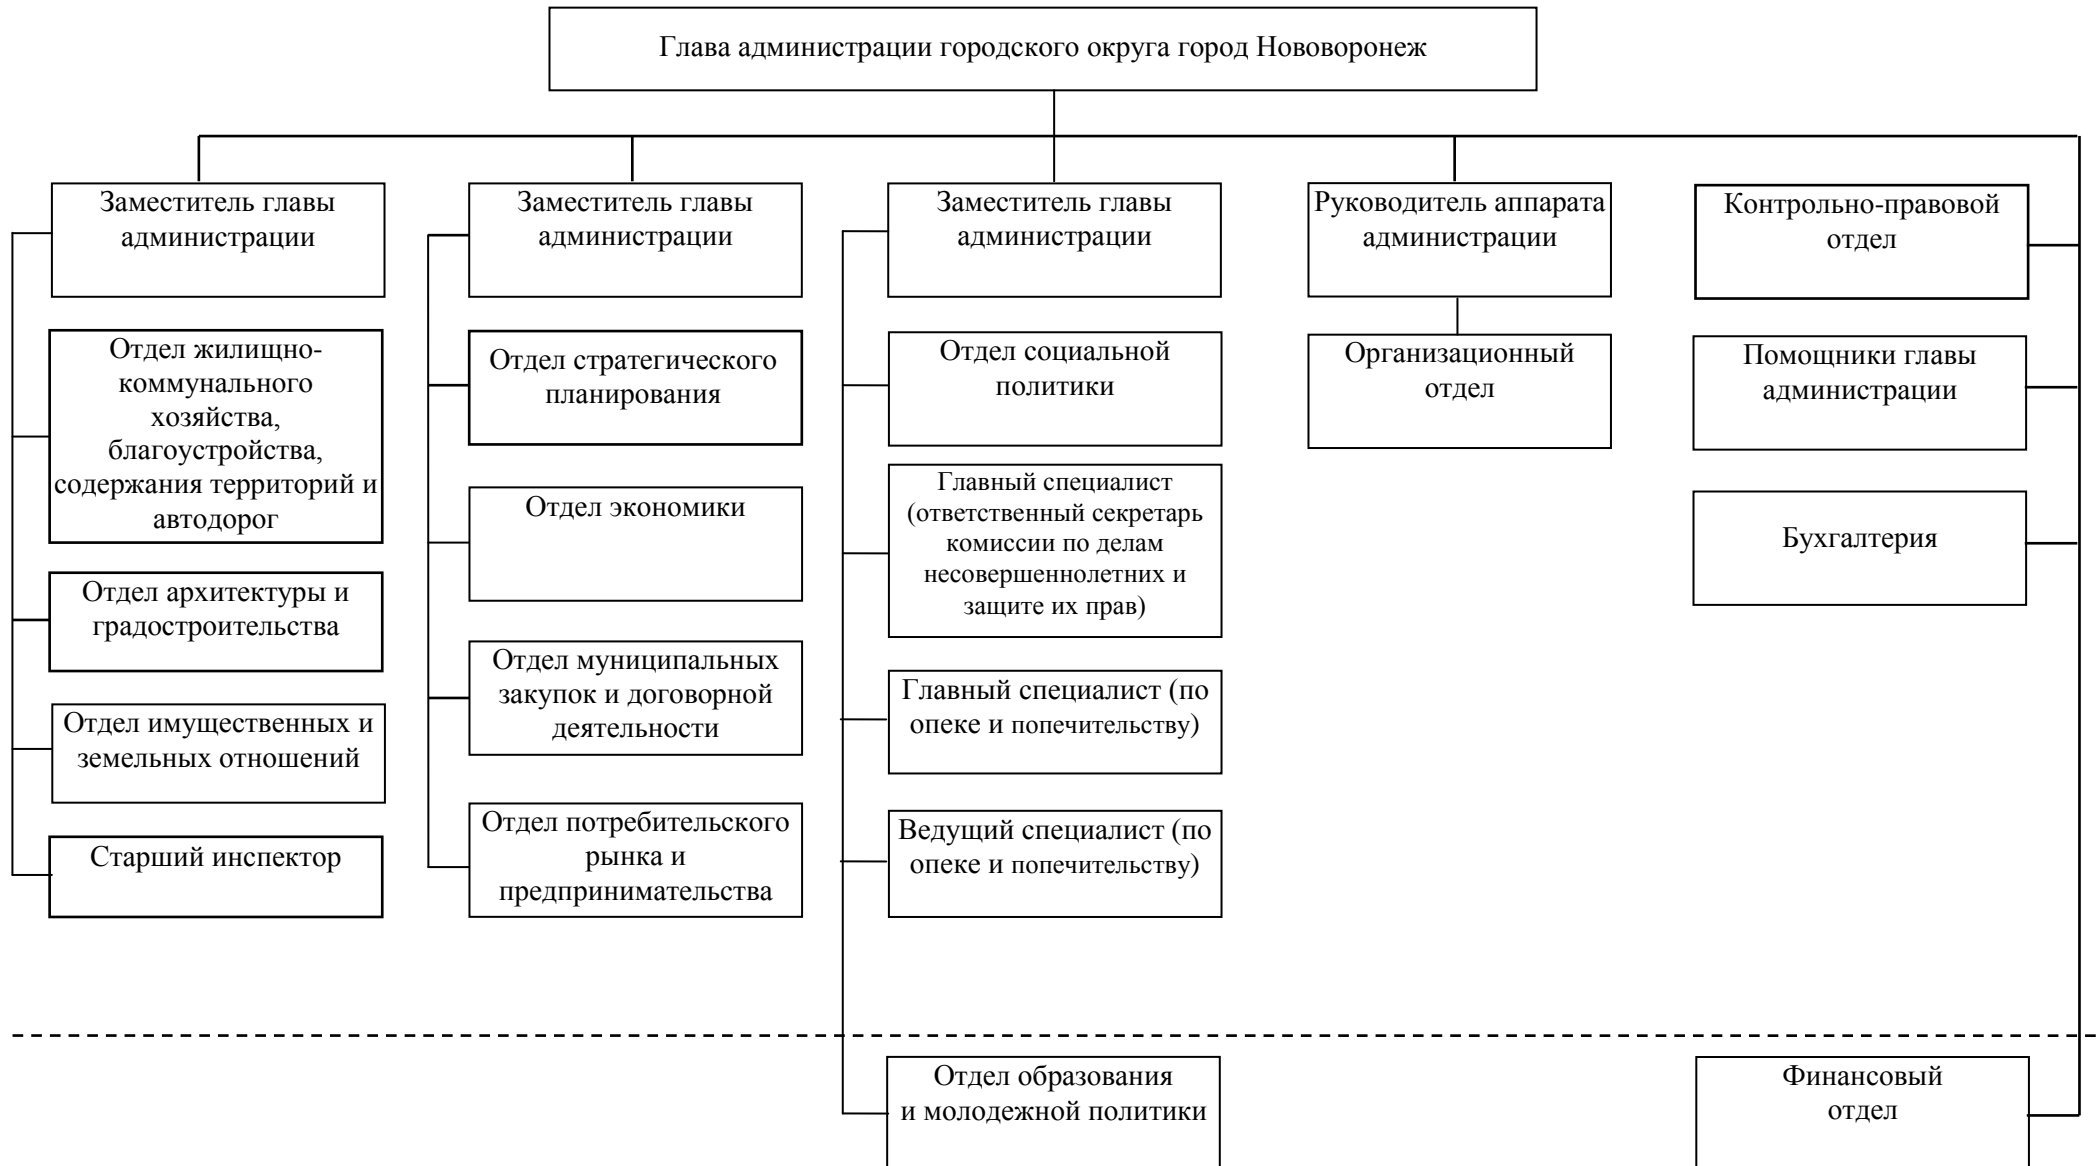 Глава администрации городского округа город Нововоронеж
Заместитель главы
администрации
Отдел жилищно-
коммунального
хозяйства,
благоустройства,
содержания территорий и
автодорог
Отдел архитектуры и
градостроительства
Отдел имущественных и
земельных отношений
Старший инспектор
Заместитель главы
администрации
Отдел стратегического
планирования
Отдел экономики
Отдел муниципальных
закупок и договорной
деятельности
Отдел потребительского
рынка и
предпринимательства
Заместитель главы
администрации
Отдел социальной
политики
Главный специалист
(ответственный секретарь
комиссии по делам
несовершеннолетних и
защите их прав)
Главный специалист (по
опеке и попечительству)
Ведущий специалист (по
опеке и попечительству)
Отдел образования
и молодежной политики
Руководитель аппарата
администрации
Организационный
отдел
Контрольно-правовой
отдел
Помощники главы
администрации
Бухгалтерия
Финансовый
отдел